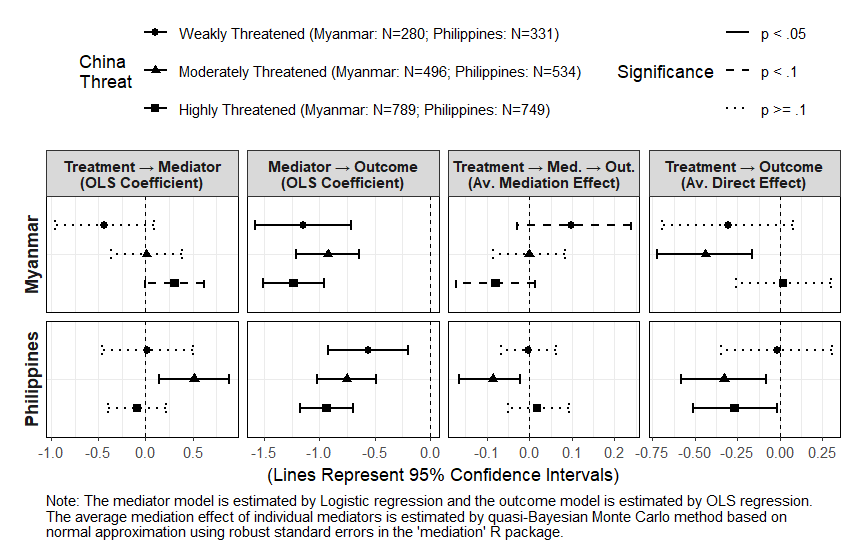 China
Threat
Weakly Threatened (Myanmar: N=280; Philippines: N=331)
Moderately Threatened (Myanmar: N=496; Philippines: N=534)
Highly Threatened (Myanmar: N=789; Philippines: N=749)
Significance
p < .05
p < .1
p >= .1
Treatment → Mediator
(OLS Coefficient)
Mediator → Outcome
(OLS Coefficient)
Treatment → Med. → Out.
(Av. Mediation Effect)
Treatment → Outcome
(Av. Direct Effect)
Myanmar
Philippines
-1.0 -0.5 0.0 0.5
-1.5 -1.0 -0.5 0.0
-0.1 0.0 0.1 0.2
-0.75 -0.50 -0.25 0.00 0.25
(Lines Represent 95% Confidence Intervals)
Note: The mediator model is estimated by Logistic regression and the outcome model is estimated by OLS regression.
The average mediation effect of individual mediators is estimated by quasi-Bayesian Monte Carlo method based on
normal approximation using robust standard errors in the 'mediation' R package.